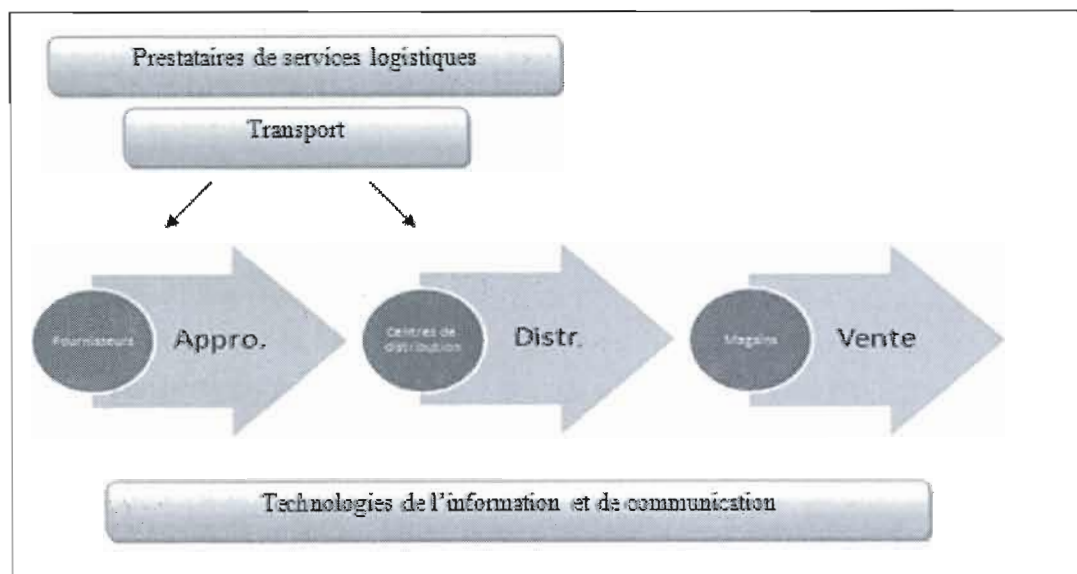 Prestataires de services logistiques
Transport
Fournisseurs
Appro.
Centres de
distribution
Distr.
Magasins
Vente
Technologies de l'information et de communication